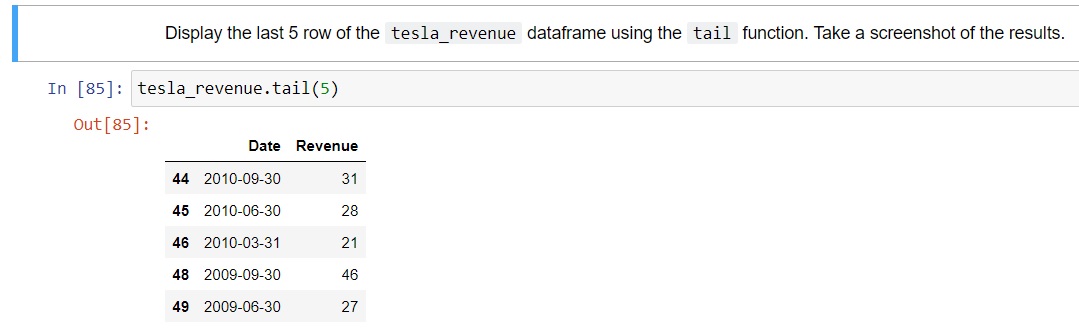 Display the last 5 row of the tesla_revenue dataframe using the tail function. Take a screenshot of the results.
In [85]: tesla_revenue.tail(5)
Out[85]:
Date Revenue
44 2010-09-30 31
45 2010-06-30 28
46 2010-03-31 21
48 2009-09-30 46
49 2009-06-30 27